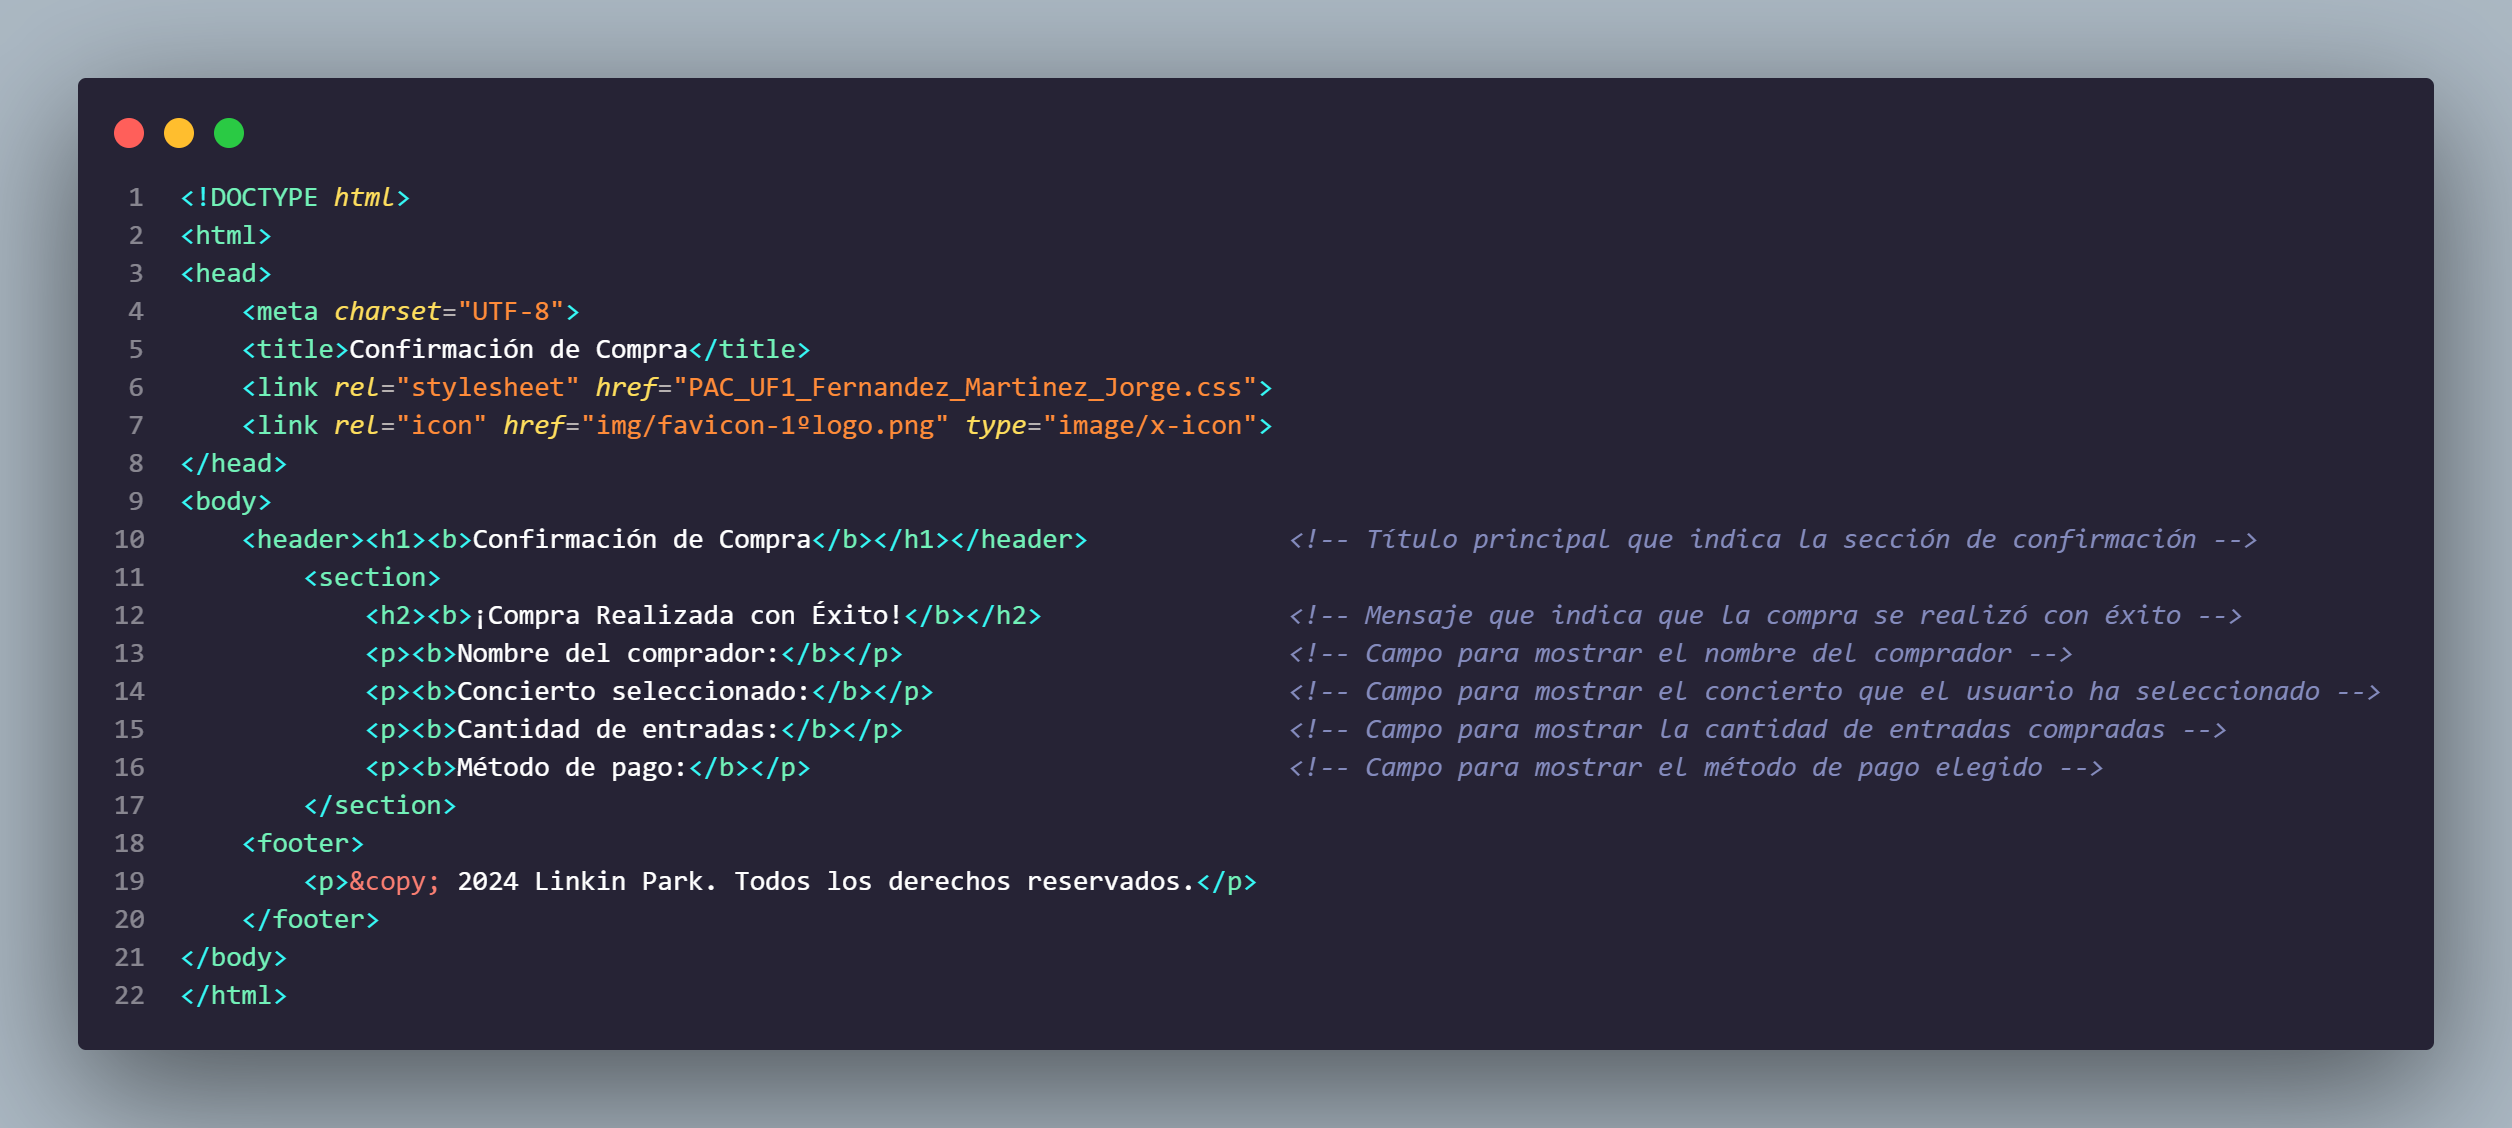 1 <!DOCTYPE html>
2 <html>
3 <head>
4     <meta charset="UTF-8">
5     <title>Confirmación de Compra</title>
6     <link rel="stylesheet" href="PAC_UF1_Fernandez_Martinez_Jorge.css">
7     <link rel="icon" href="img/favicon-1ºlogo.png" type="image/x-icon">
8 </head>
9 <body>
10     <header><h1><b>Confirmación de Compra</b></h1></header>             <!-- Título principal que indica la sección de confirmación -->
11         <section>
12             <h2><b>¡Compra Realizada con Éxito!</b></h2>                <!-- Mensaje que indica que la compra se realizó con éxito -->
13             <p><b>Nombre del comprador:</b></p>                         <!-- Campo para mostrar el nombre del comprador -->
14             <p><b>Concierto seleccionado:</b></p>                       <!-- Campo para mostrar el concierto que el usuario ha seleccionado -->
15             <p><b>Cantidad de entradas:</b></p>                         <!-- Campo para mostrar la cantidad de entradas compradas -->
16             <p><b>Método de pago:</b></p>                               <!-- Campo para mostrar el método de pago elegido -->
17         </section>
18     <footer>
19         <p>&copy; 2024 Linkin Park. Todos los derechos reservados.</p>
20     </footer>
21 </body>
22 </html>